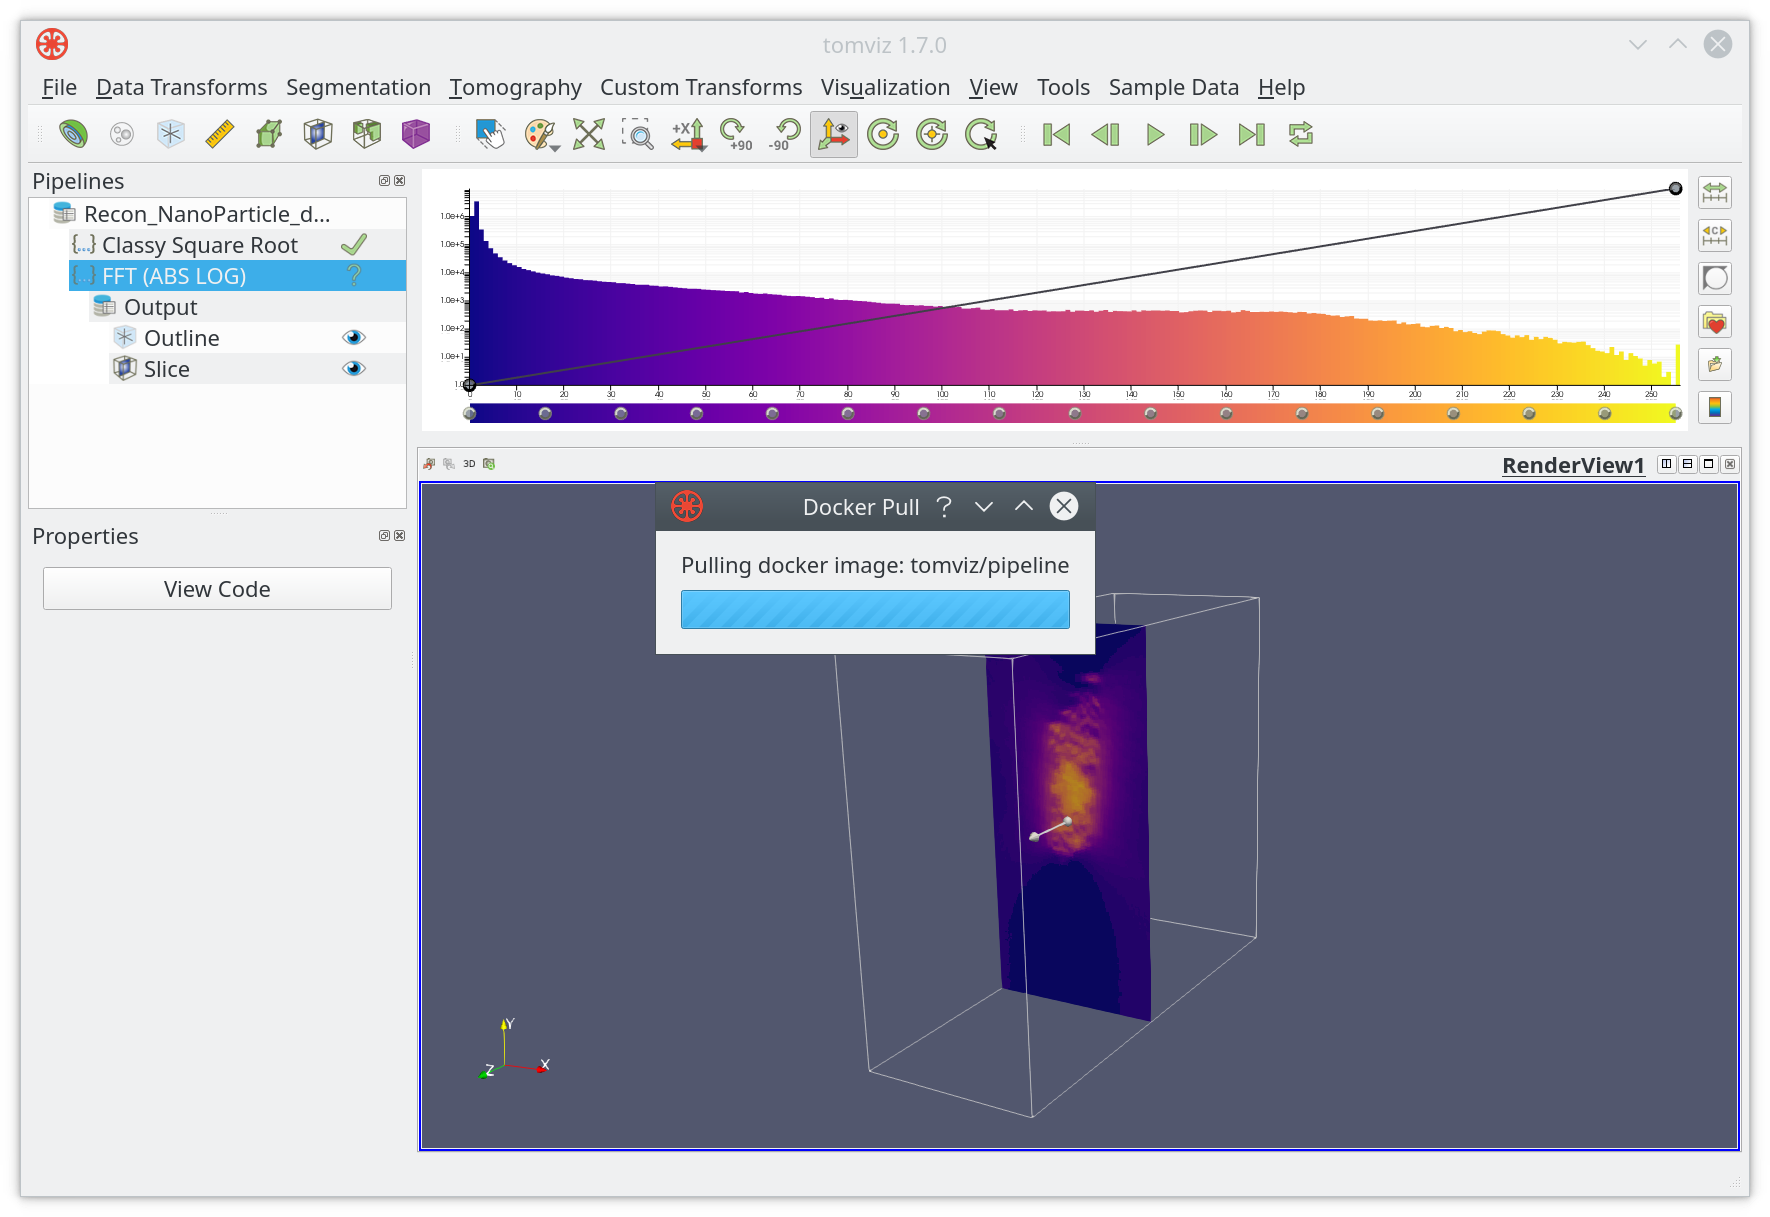 tomviz 1.7.0
File Data Transforms Segmentation Tomography Custom Transforms Visualization View Tools Sample Data Help
+X +90 -90
Pipelines
Recon_NanoParticle_d...
{...} Classy Square Root
{...} FFT (ABS LOG) ?
Output
Outline
Slice
Properties
View Code
1.0e+6
1.0e+5
1.0e+4
1.0e+3
1.0e+2
1.0e+1
1.0
0 10 20 30 40 50 60 70 80 90 100 110 120 130 140 150 160 170 180 190 200 210 220 230 240 250
C
3D
RenderView1
Docker Pull ?
Pulling docker image: tomviz/pipeline
Y
Z
X